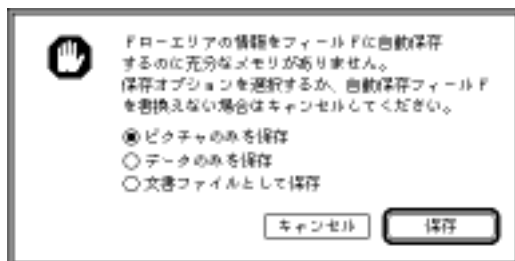 ドローエリアの情報をフィールドに自動保存
するのに充分なメモリがありません。
保存オプションを選択するか、自動保存フィールド
を書換えない場合はキャンセルしてください。
ピクチャのみを保存
データのみを保存
文書ファイルとして保存
キャンセル
保存